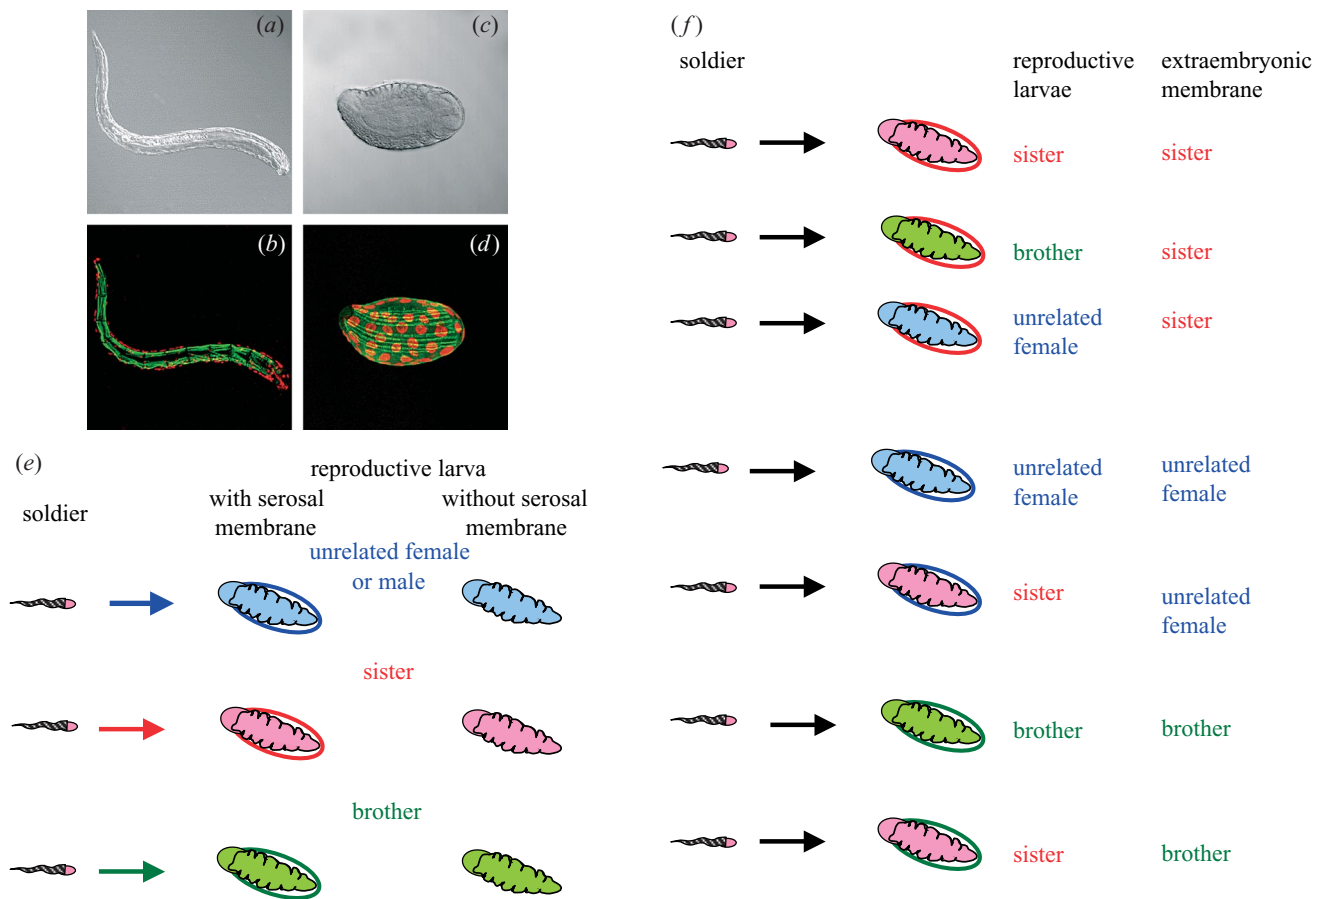 (a)
(c)
(b)
(d)
(e)
reproductive larva
soldier
with serosal
membrane
without serosal
membrane
unrelated female
or male
sister
brother
(f)
soldier
reproductive
larvae
extraembryonic
membrane
sister
sister
brother
sister
unrelated
female
sister
unrelated
female
unrelated
female
sister
unrelated
female
brother
brother
sister
brother